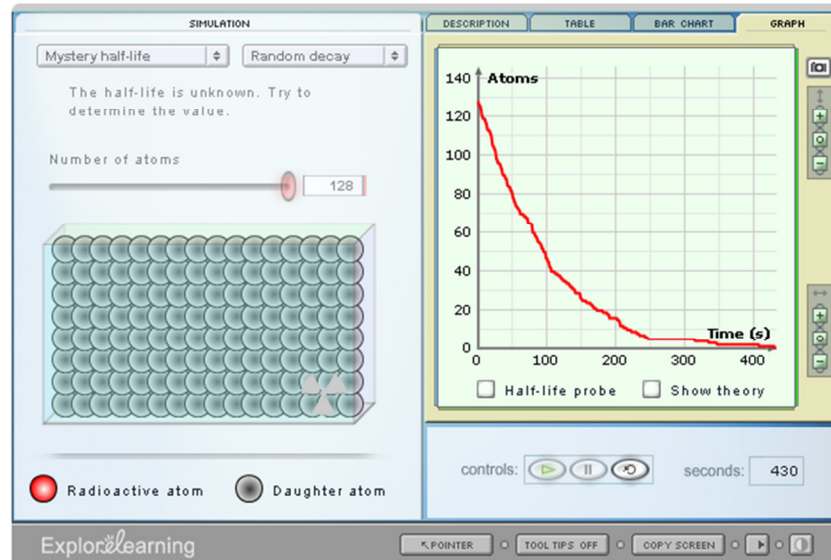 SIMULATION
DESCRIPTION
TABLE
BAR CHART
GRAPH
Mystery half-life
Random decay
The half-life is unknown. Try to
determine the value.
Number of atoms
128
Atoms
140
120
100
80
60
40
20
0
Time (s)
0 100 200 300 400
Half-life probe
Show theory
controls:
seconds: 430
Radioactive atom
Daughter atom
ExploreLearning
POINTER
TOOL TIPS OFF
COPY SCREEN